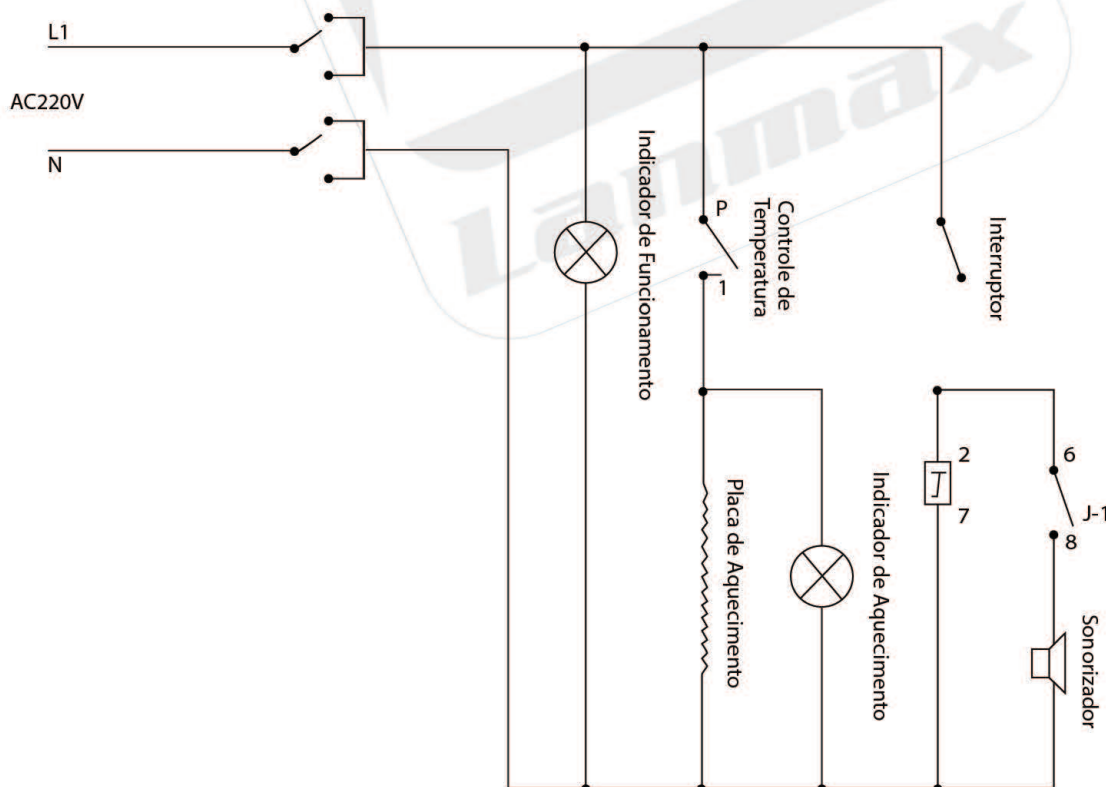 L1
AC220V
N
Lanmax
Indicador de Funcionamento
P
1
Controle de
Temperatura
Interruptor
Placa de Aquecimento
Indicador de Aquecimento
2
7
6
J-1
8
Sonorizador